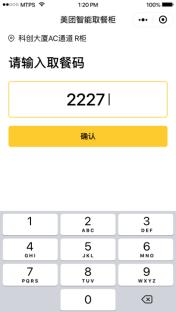 MTPS 1:20 PM 100%
美团智能取餐柜
科创大厦AC通道 R柜
请输入取餐码
2227
确认
1 2 3
ABC DEF
4 5 6
GHI JKL MNO
7 8 9
PQRS TUV WXYZ
0